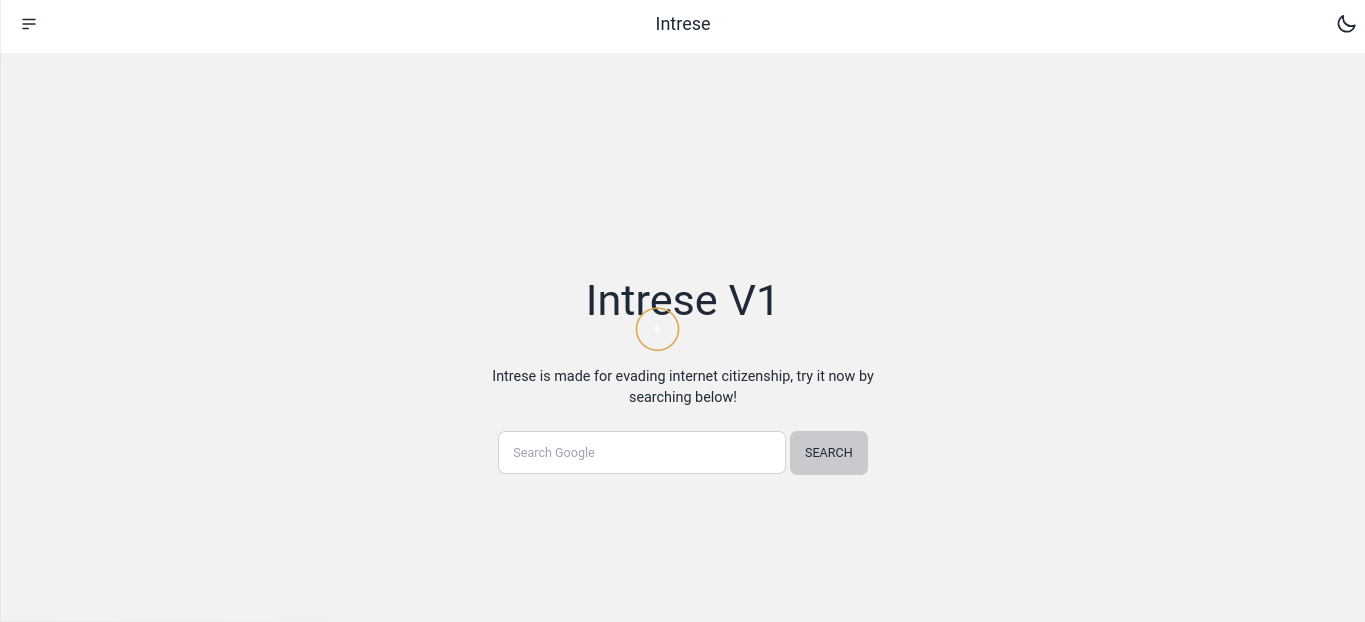 Intrese
Intrese V1
Intrese is made for evading internet citizenship, try it now by
searching below!
Search Google
SEARCH